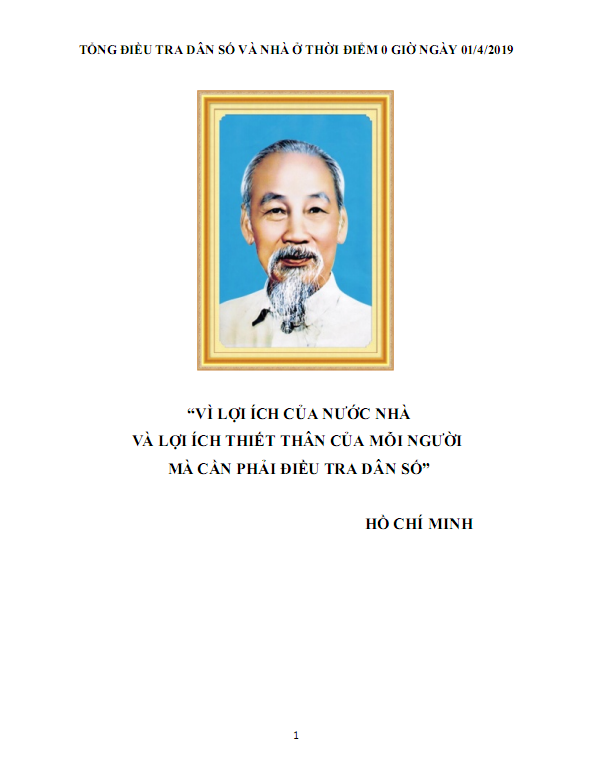 TỔNG ĐIỀU TRA DÂN SỐ VÀ NHÀ Ở THỜI ĐIỂM 0 GIỜ NGÀY 01/4/2019
“VÌ LỢI ÍCH CỦA NƯỚC NHÀ
VÀ LỢI ÍCH THIẾT THÂN CỦA MỖI NGƯỜI
MÀ CẦN PHẢI ĐIỀU TRA DÂN SỐ”
HỒ CHÍ MINH
1